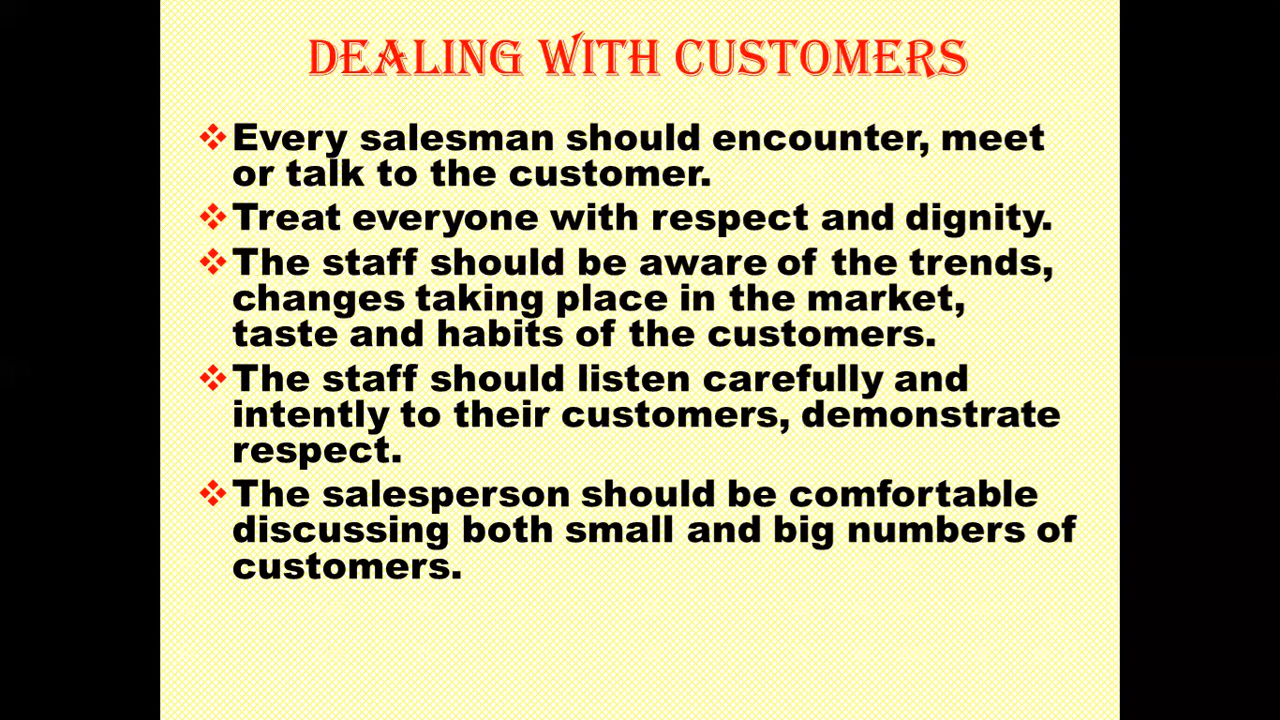 DEALING WITH CUSTOMERS
❖Every salesman should encounter, meet
or talk to the customer.
❖Treat everyone with respect and dignity.
❖The staff should be aware of the trends,
changes taking place in the market,
taste and habits of the customers.
❖The staff should listen carefully and
intently to their customers, demonstrate
respect.
❖The salesperson should be comfortable
discussing both small and big numbers of
customers.